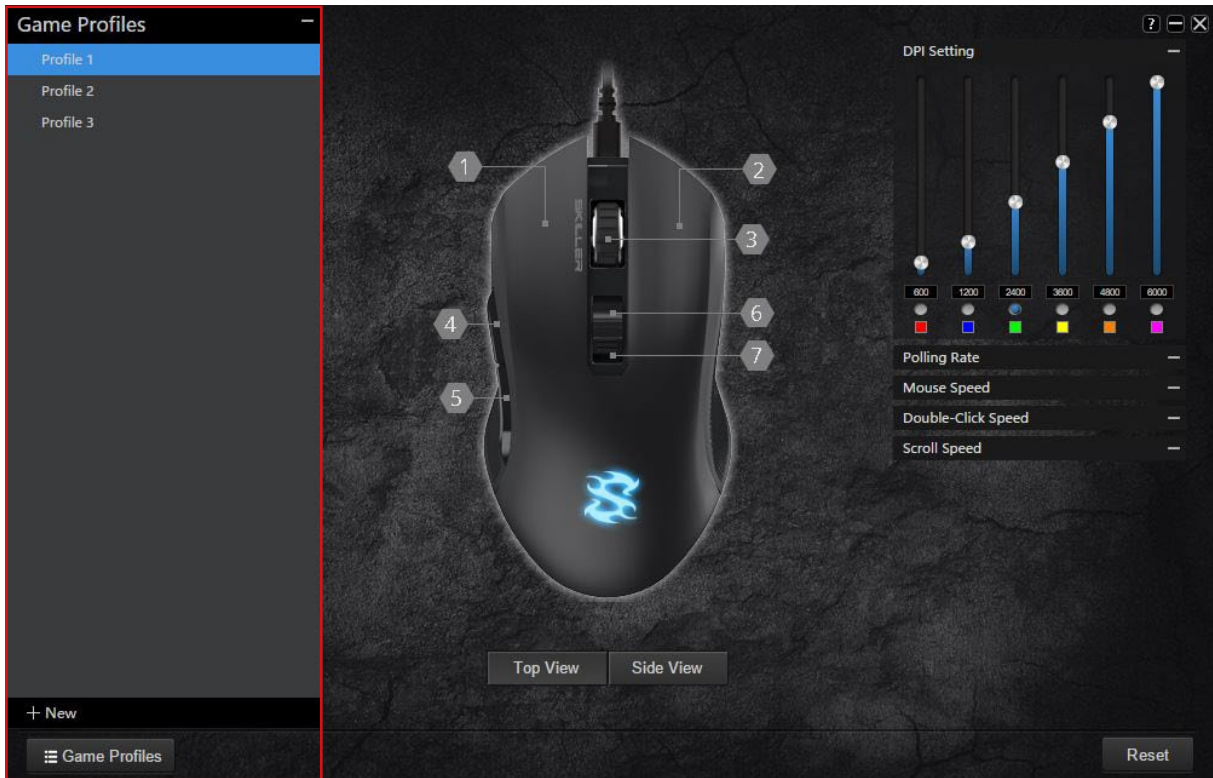 Game Profiles
Profile 1
Profile 2
Profile 3
+ New
Game Profiles
1
2
3
4
5
6
7
SKILLER
Top View
Side View
?
DPI Setting
600 1200 2400 3600 4800 6000
Polling Rate
Mouse Speed
Double-Click Speed
Scroll Speed
Reset